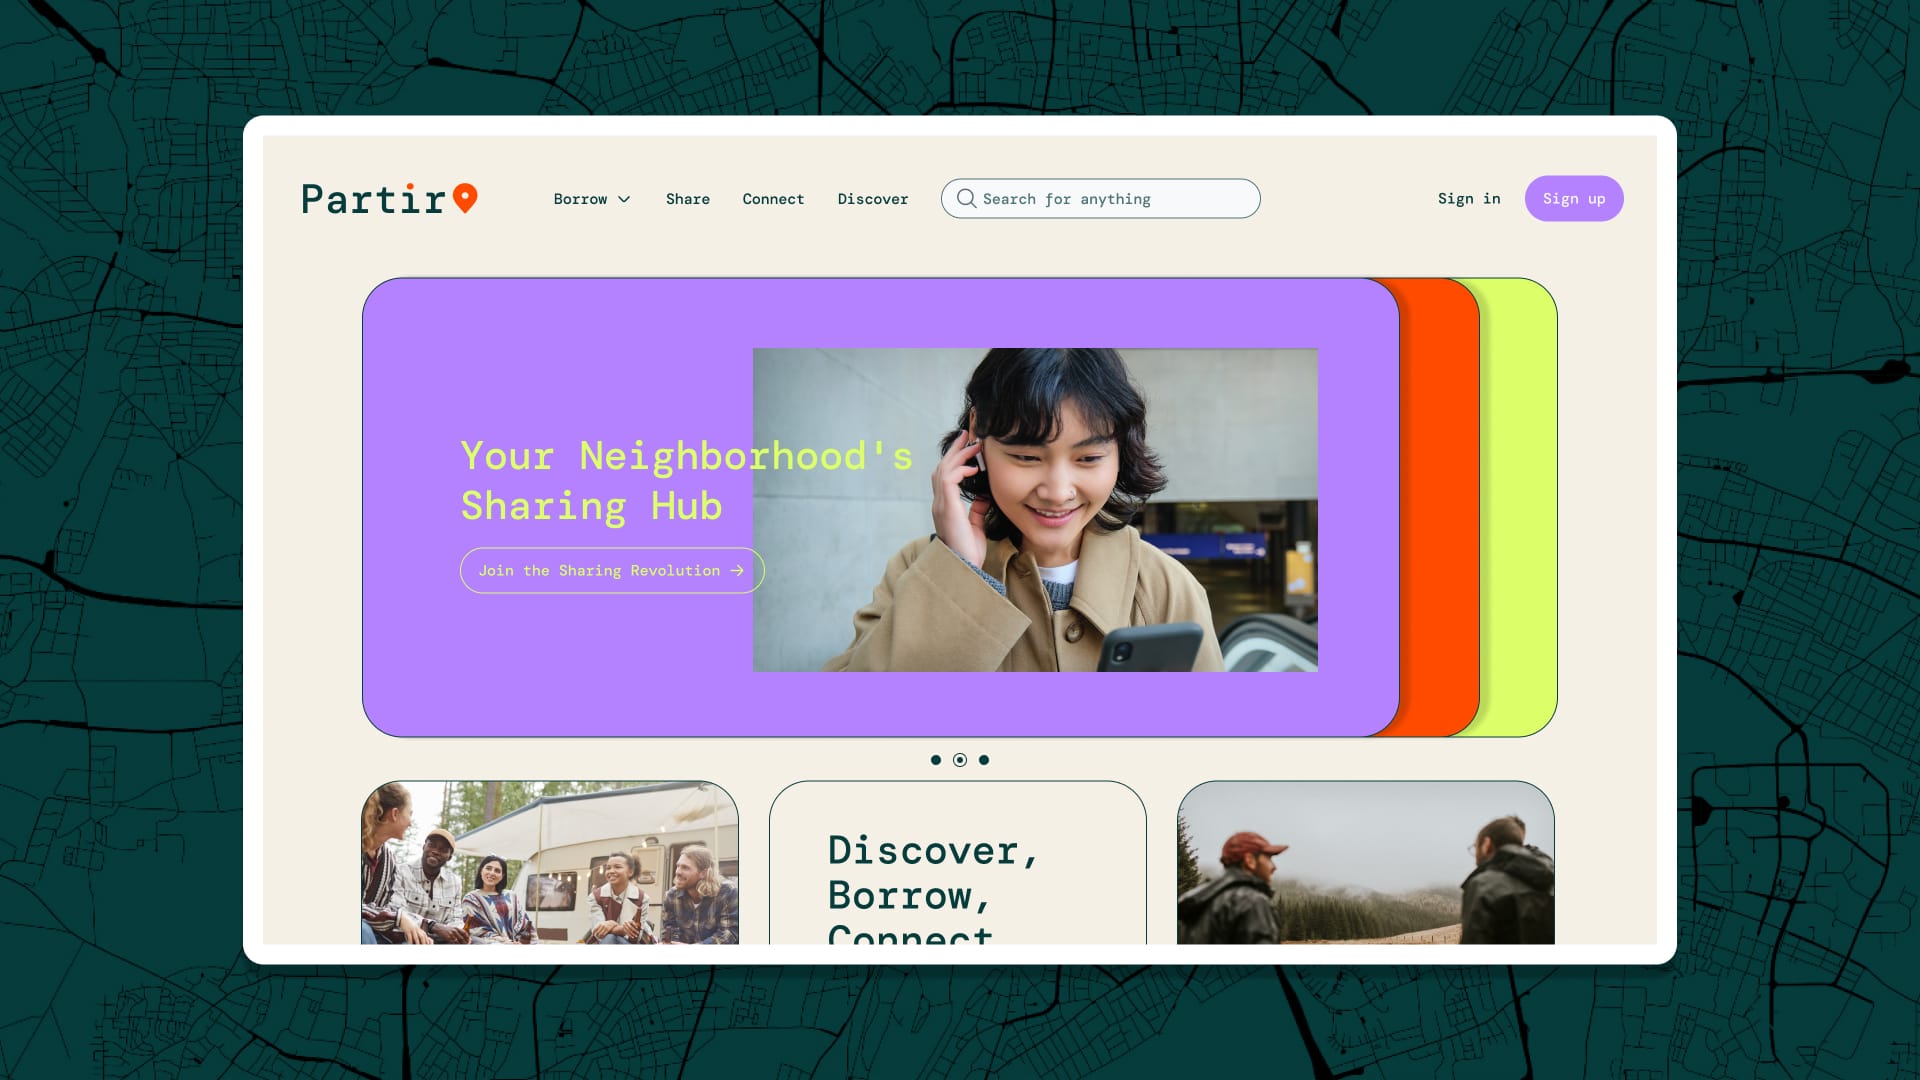 Partir
Borrow
Share
Connect
Discover
Search for anything
Sign in
Sign up
Your Neighborhood's
Sharing Hub
Join the Sharing Revolution →
Discover,
Borrow,
Connect